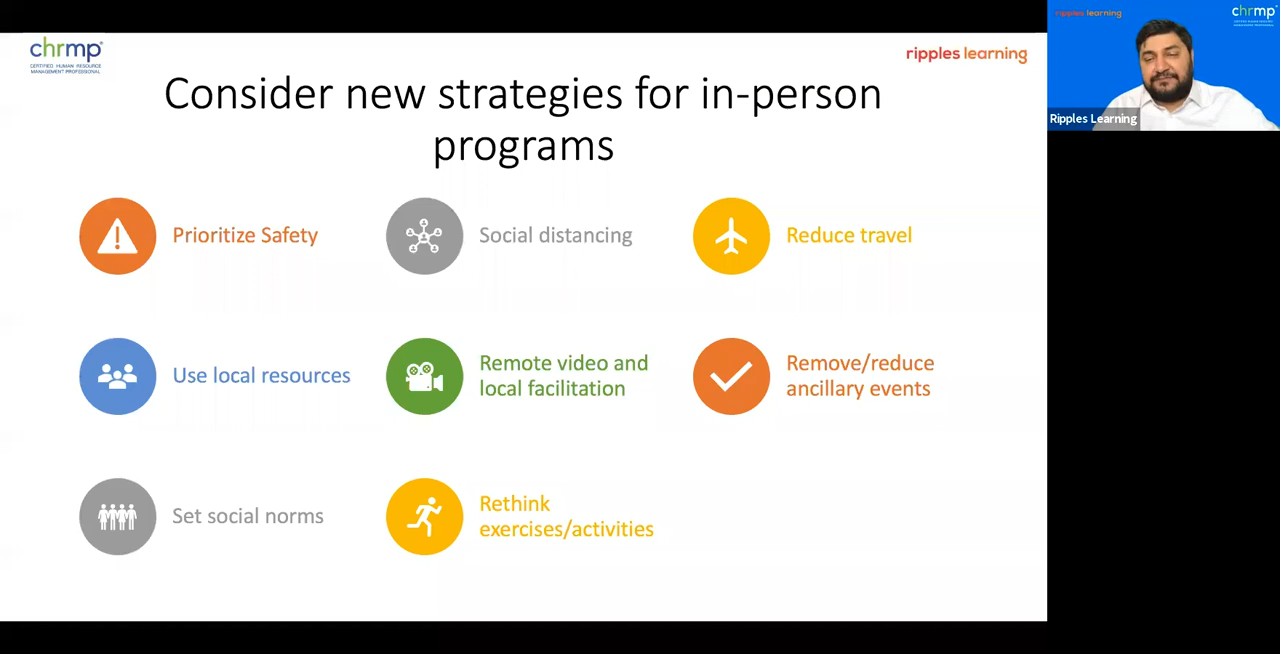 chrmp
CERTIFIED HUMAN RESOURCE
MANAGEMENT PROFESSIONAL
ripples learning
Consider new strategies for in-person
programs
Prioritize Safety
Social distancing
Reduce travel
Use local resources
Remote video and
local facilitation
Remove/reduce
ancillary events
Set social norms
Rethink
exercises/activities
ripples learning
chrmp
Ripples Learning